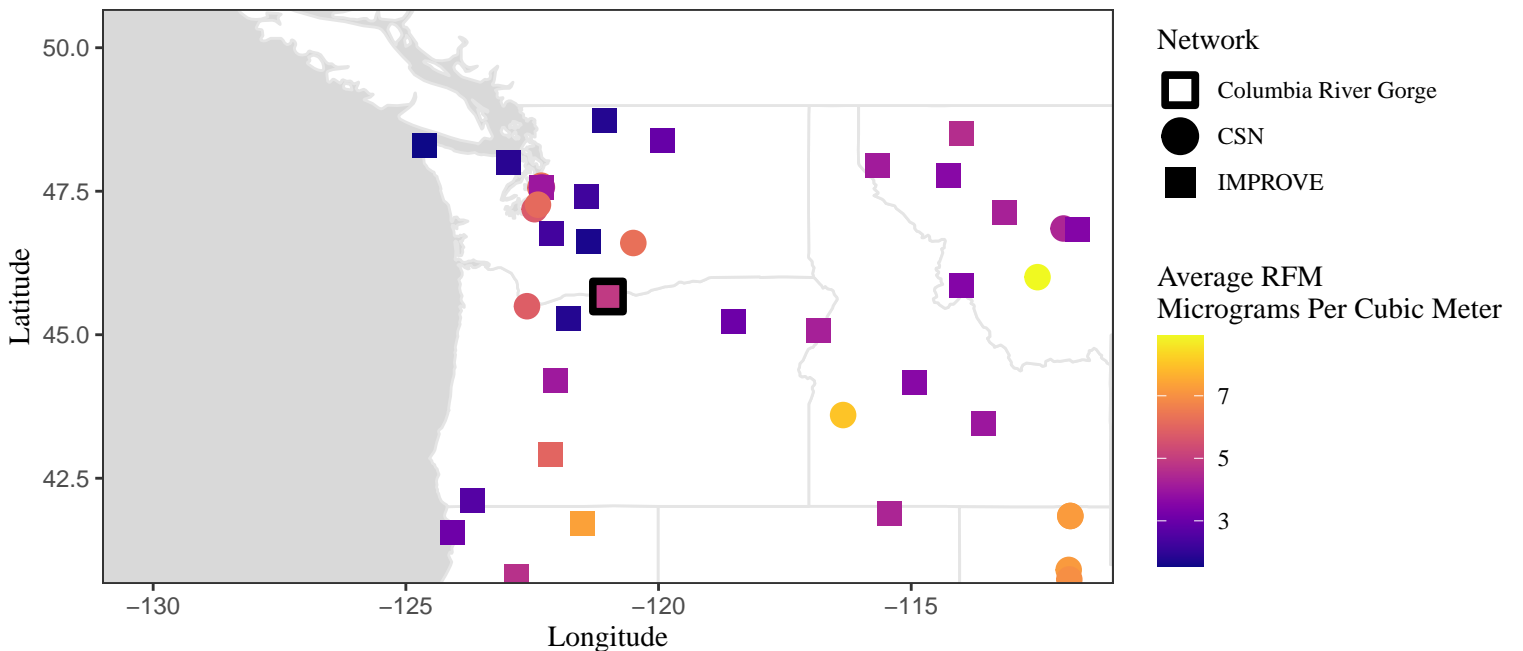 50.0
47.5
45.0
42.5
Latitude
−130
−125
−120
−115
Longitude
Network
Columbia River Gorge
CSN
IMPROVE
Average RFM
Micrograms Per Cubic Meter
7
5
3